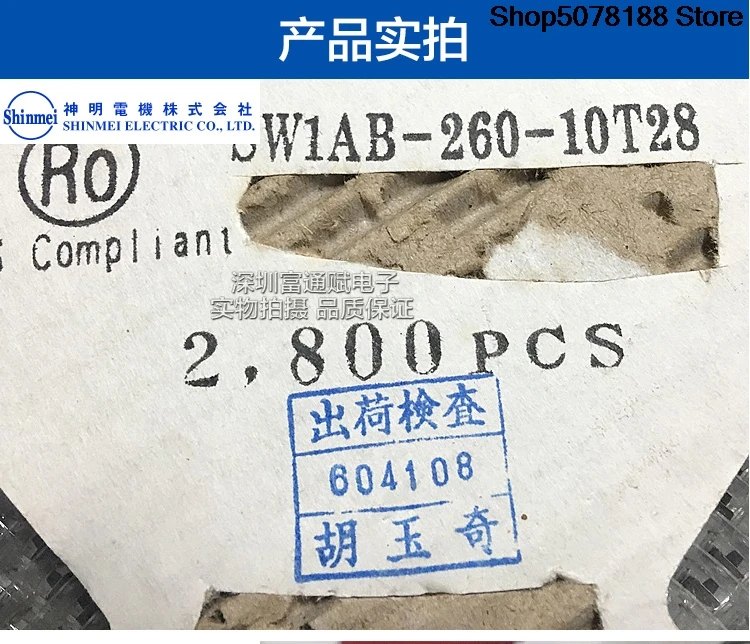 Shop5078188 Store
产品实拍
Shinmei
神明電機株式会社
SHINMEI ELECTRIC CO., LTD.
SW1AB-260-10T28
Ro
S Compliant
深圳富通赋电子
实物拍摄 品质保证
2,800PCS
出荷検査
604108
胡玉奇